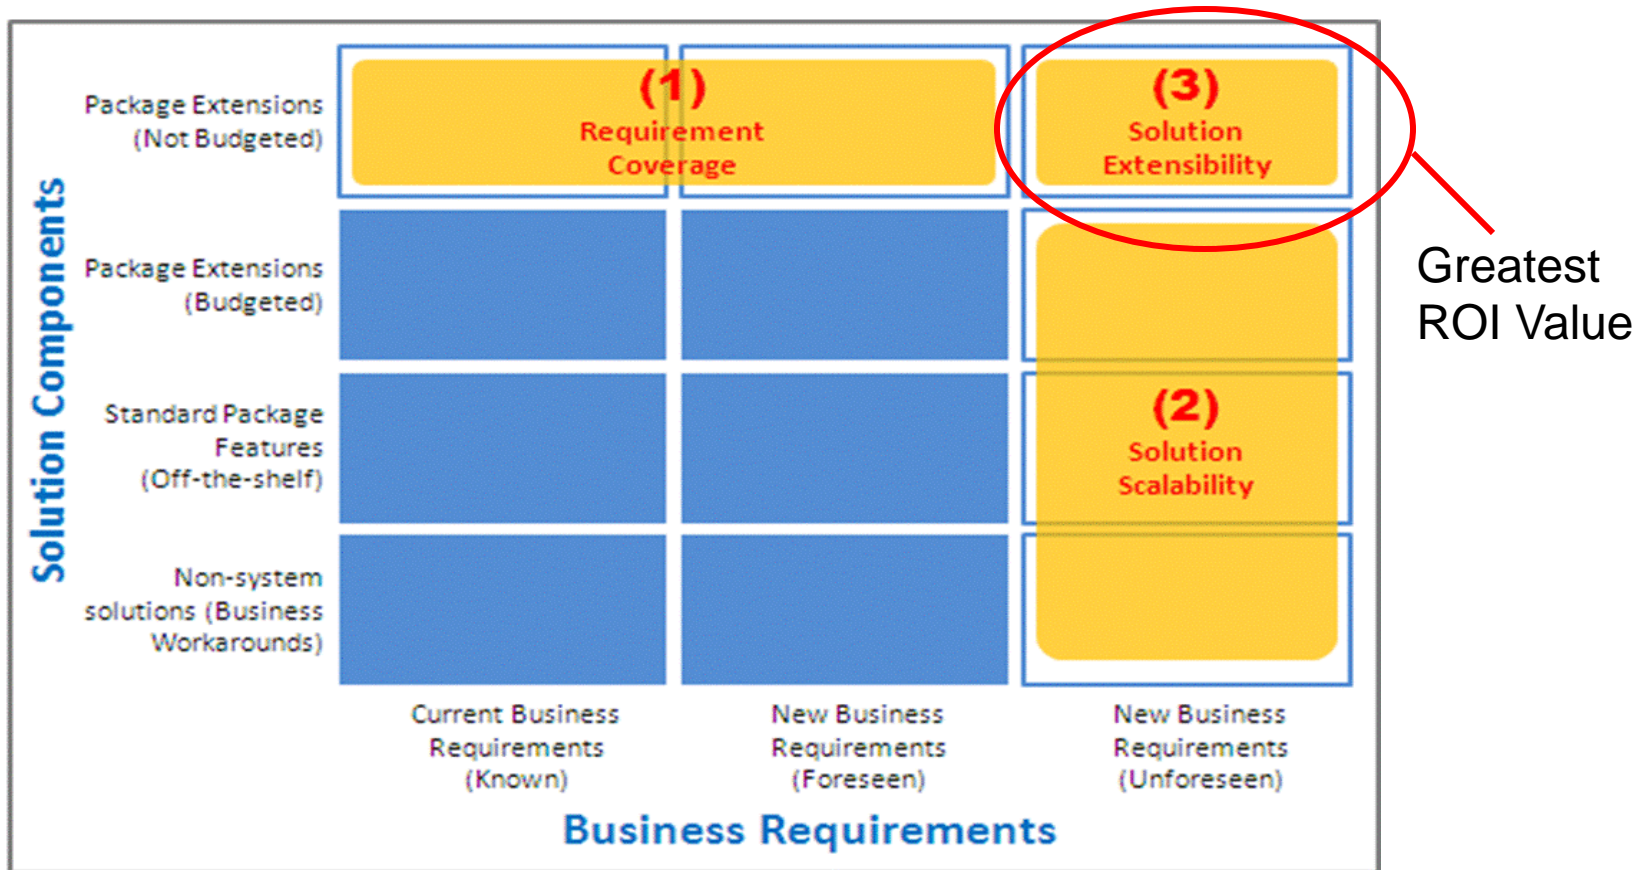 Solution Components
Package Extensions
(Not Budgeted)
(1)
Requirement
Coverage
(3)
Solution
Extensibility
Greatest
ROI Value
Package Extensions
(Budgeted)
Standard Package
Features
(Off-the-shelf)
(2)
Solution
Scalability
Non-system
solutions (Business
Workarounds)
Current Business
Requirements
(Known)
New Business
Requirements
(Foreseen)
New Business
Requirements
(Unforeseen)
Business Requirements